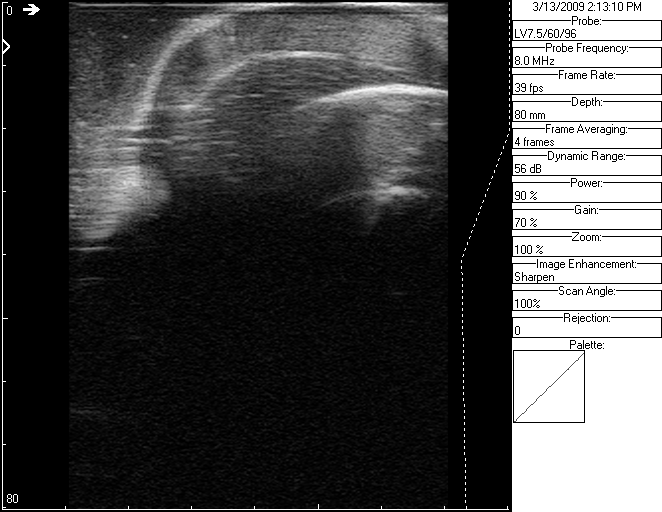 0
80
3/13/2009 2:13:10 PM
Probe:
LV7.5/60/96
Probe Frequency:
8.0 MHz
Frame Rate:
39 fps
Depth:
80 mm
Frame Averaging:
4 frames
Dynamic Range:
56 dB
Power:
90 %
Gain:
70 %
Zoom:
100 %
Image Enhancement:
Sharpen
Scan Angle:
100%
Rejection:
0
Palette: